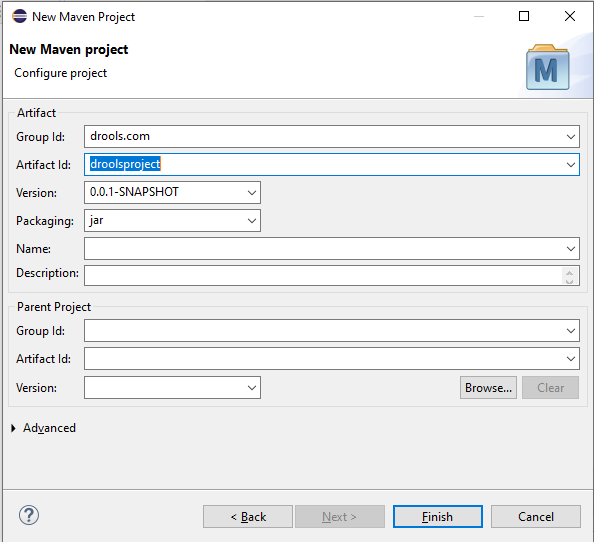 New Maven Project
New Maven project
Configure project
M
Artifact
Group Id: drools.com
Artifact Id: droolsproject
Version: 0.0.1-SNAPSHOT
Packaging: jar
Name:
Description:
Parent Project
Group Id:
Artifact Id:
Version: Browse... Clear
Advanced
? < Back Next > Finish Cancel